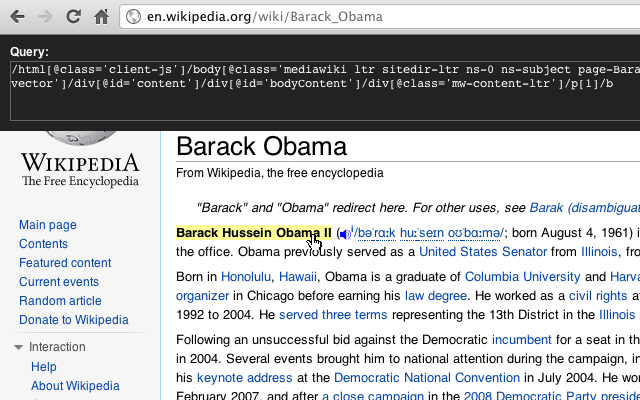 en.wikipedia.org/wiki/Barack_Obama
Query:
/html[@class='client-js']/body[@class='mediawiki ltr sitedir-ltr ns-0 ns-subject page-Bara
vector']/div[@id='content']/div[@id='bodyContent']/div[@class='mw-content-ltr']/p[1]/b
WIKIPEDIA
The Free Encyclopedia
Main page
Contents
Featured content
Current events
Random article
Donate to Wikipedia
Interaction
Help
About Wikipedia
Barack Obama
From Wikipedia, the free encyclopedia
"Barack" and "Obama" redirect here. For other uses, see Barak (disambiguat
Barack Hussein Obama II (/bəˈrɑːk huːˈseɪn oʊˈbɑːmə/; born August 4, 1961) i
the office. Obama previously served as a United States Senator from Illinois, fro
Born in Honolulu, Hawaii, Obama is a graduate of Columbia University and Harva
organizer in Chicago before earning his law degree. He worked as a civil rights at
1992 to 2004. He served three terms representing the 13th District in the Illinois
Following an unsuccessful bid against the Democratic incumbent for a seat in th
in 2004. Several events brought him to national attention during the campaign, in
his keynote address at the Democratic National Convention in July 2004. He wo
February 2007, and after a close campaign in the 2008 Democratic Party preside